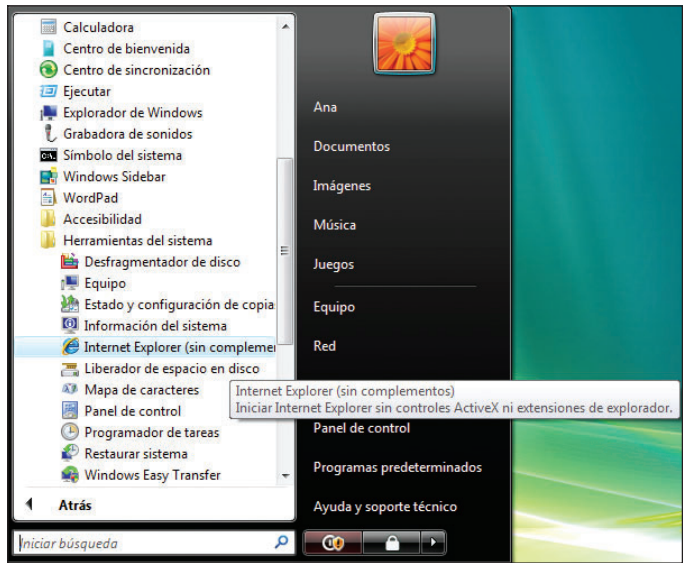 Calculadora
Centro de bienvenida
Centro de sincronización
Ejecutar
Explorador de Windows
Grabadora de sonidos
Símbolo del sistema
Windows Sidebar
WordPad
Accesibilidad
Herramientas del sistema
Desfragmentador de disco
Equipo
Estado y configuración de copia
Información del sistema
Internet Explorer (sin compleme
Liberador de espacio en disco
Mapa de caracteres
Panel de control
Programador de tareas
Restaurar sistema
Windows Easy Transfer
Atrás
Iniciar búsqueda
Ana
Documentos
Imágenes
Música
Juegos
Equipo
Red
Internet Explorer (sin complementos)
Iniciar Internet Explorer sin controles ActiveX ni extensiones de explorador.
Panel de control
Programas predeterminados
Ayuda y soporte técnico